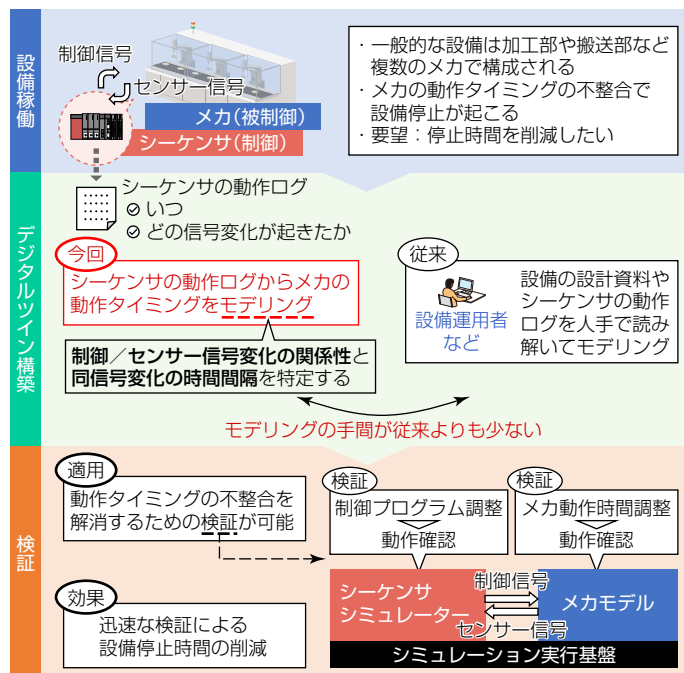 設備稼働
制御信号
センサー信号
メカ（被制御）
シーケンサ（制御）
・一般的な設備は加工部や搬送部など
複数のメカで構成される
・メカの動作タイミングの不整合で
設備停止が起こる
・要望：停止時間を削減したい
デジタルツイン構築
シーケンサの動作ログ
いつ
どの信号変化が起きたか
今回
シーケンサの動作ログからメカの
動作タイミングをモデリング
制御／センサー信号変化の関係性と
同信号変化の時間間隔を特定する
従来
設備運用者
など
設備の設計資料や
シーケンサの動作
ログを人手で読み
解いてモデリング
モデリングの手間が従来よりも少ない
検証
適用
動作タイミングの不整合を
解消するための検証が可能
効果
迅速な検証による
設備停止時間の削減
検証
制御プログラム調整
動作確認
検証
メカ動作時間調整
動作確認
シーケンサ
シミュレーター
制御信号
センサー信号
メカモデル
シミュレーション実行基盤